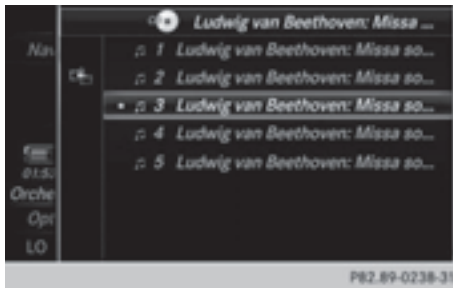 Ludwig van Beethoven: Missa ...
Nav
1 Ludwig van Beethoven: Missa so...
2 Ludwig van Beethoven: Missa so...
3 Ludwig van Beethoven: Missa so...
4 Ludwig van Beethoven: Missa so...
5 Ludwig van Beethoven: Missa so...
01:52
Orche
Opt
LO
P82.89-0238-31